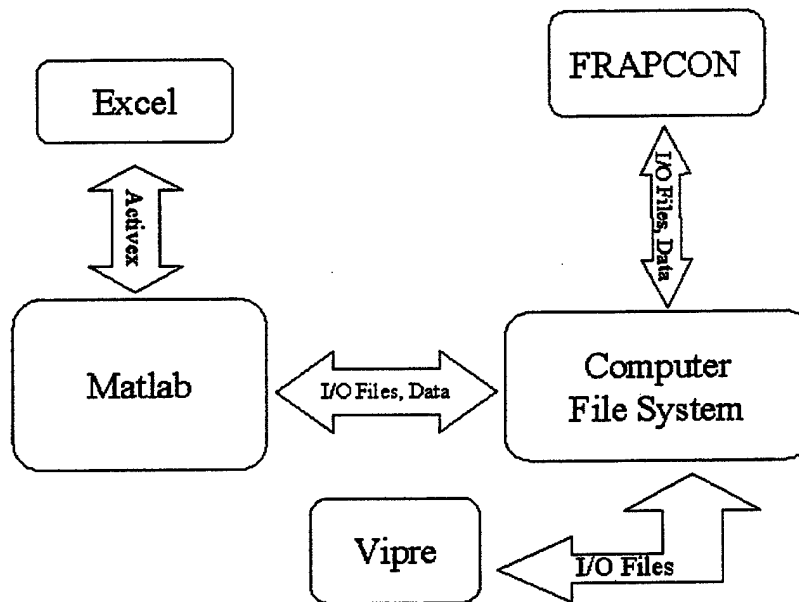 FRAPCON
Excel
Activex
I/O Files, Data
Matlab
I/O Files, Data
Computer
File System
Vipre
I/O Files